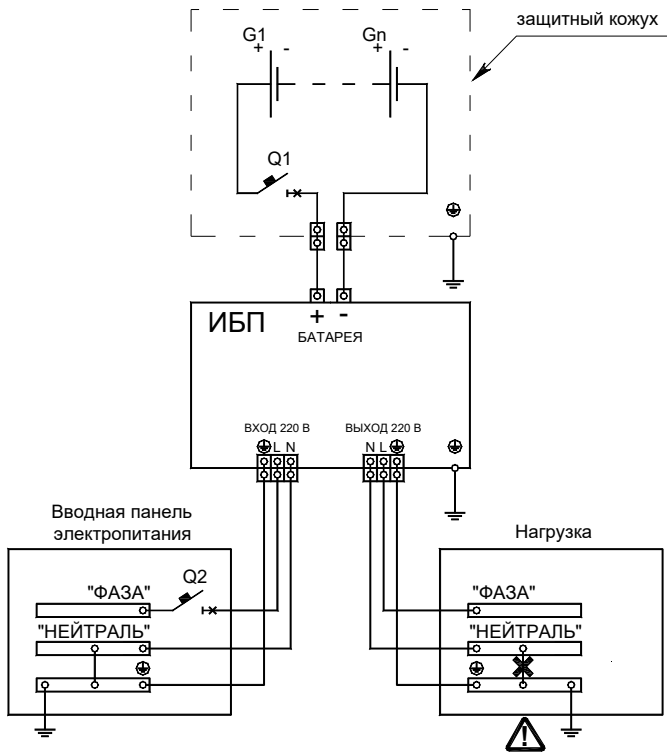 защитный кожух
G1
Gn
+ -
+ -
Q1
ИБП
+ -
БАТАРЕЯ
ВХОД 220 В
ВЫХОД 220 В
L N
N L
Вводная панель
электропитания
Нагрузка
"ФАЗА"
Q2
"НЕЙТРАЛЬ"
"ФАЗА"
"НЕЙТРАЛЬ"
!